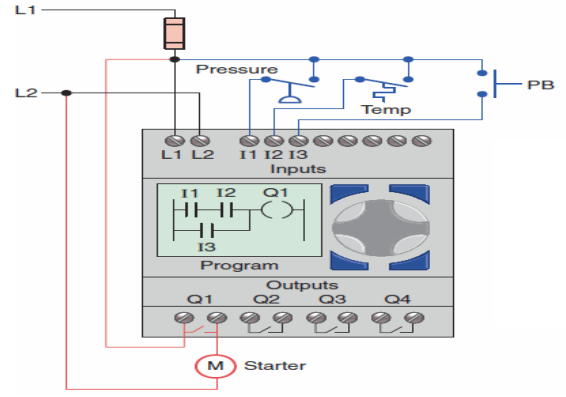 L1
Pressure
L2
PB
Temp
L1 L2 I1 I2 I3
Inputs
I1 I2 Q1
I3
Program
Outputs
Q1 Q2 Q3 Q4
M Starter